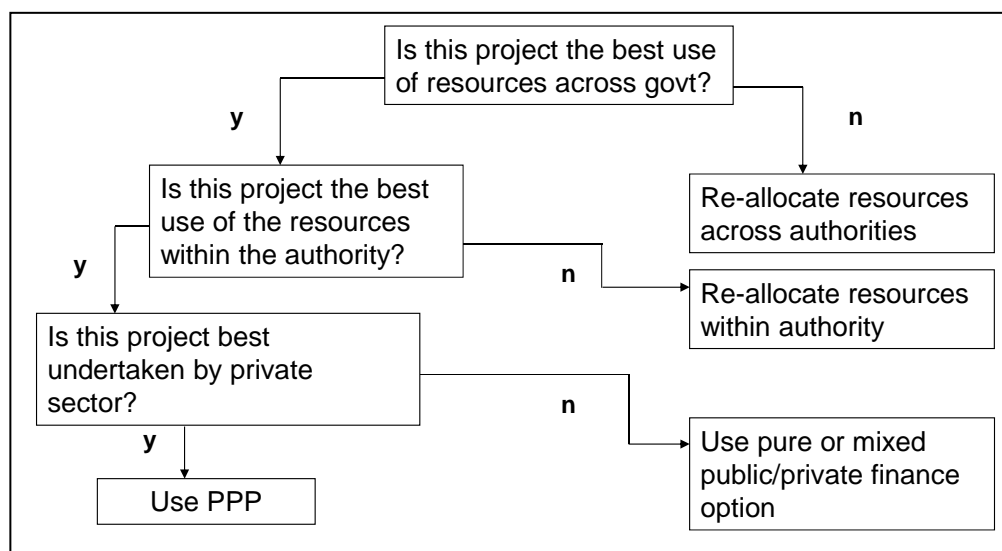 Is this project the best use
of resources across govt?
y
n
Is this project the best
use of the resources
within the authority?
Re-allocate resources
across authorities
y
n
Re-allocate resources
within authority
Is this project best
undertaken by private
sector?
y
n
Use pure or mixed
public/private finance
option
Use PPP